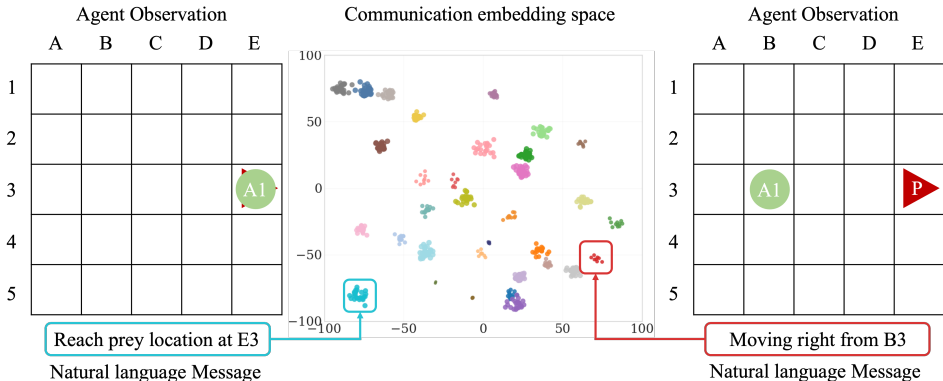 Agent Observation
Communication embedding space
Agent Observation
A B C D E
A B C D E
1
2
3
4
5
A1
100
50
0
−50
−100
−100 −50 0 50 100
1
2
3
4
5
A1
P
Reach prey location at E3
Moving right from B3
Natural language Message
Natural language Message